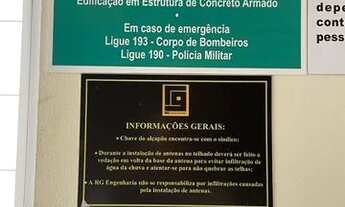 Edificação em Estrutura de Concreto Armado
Em caso de emergência
Ligue 193 - Corpo de Bombeiros
Ligue 190 - Polícia Militar
depe
cont
pess
INFORMAÇÕES GERAIS:
• Chave do alçapão encontra-se com o síndico;
• Durante a instalação de antenas no telhado deverá ser feito a
vedação em volta da base da antena para evitar infiltração de
água da chuva e atentar-se para não quebrar as telhas;
• A RG Engenharia não se responsabiliza por infiltrações causadas
pela instalação de antena.